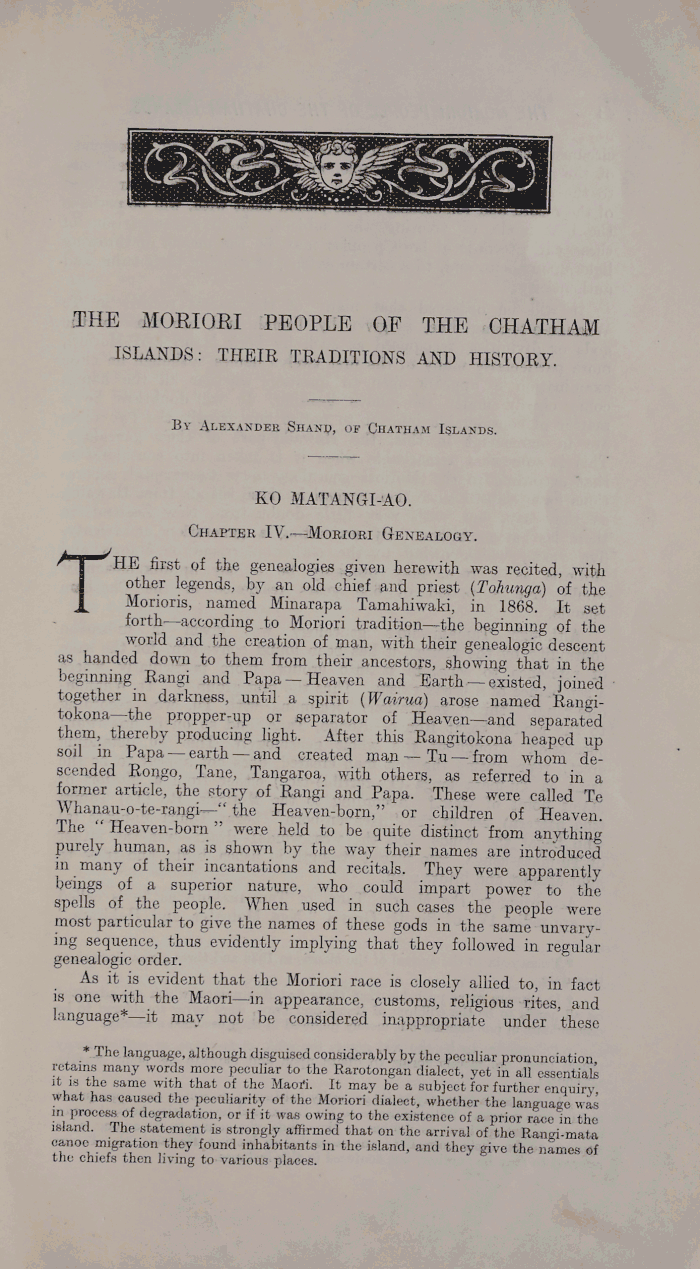 THE MORIORI PEOPLE OF THE CHATHAM
ISLANDS: THEIR TRADITIONS AND HISTORY.
By Alexander Shand, of Chatham Islands.
KO MATANGI-AO.
Chapter IV.—Moriori Genealogy.
THE first of the genealogies given herewith was recited, with
other legends, by an old chief and priest (Tohunga) of the
Morioris, named Minarapa Tamahiwaki, in 1868. It set
forth—according to Moriori tradition—the beginning of the
world and the creation of man, with their genealogic descent
as handed down to them from their ancestors, showing that in the
beginning Rangi and Papa—Heaven and Earth—existed, joined
together in darkness, until a spirit (Wairua) arose named Rangi-
tokona—the propper-up or separator of Heaven—and separated
them, thereby producing light. After this Rangitokona heaped up
soil in Papa—earth—and created man—Tu—from whom de-
scended Rongo, Tane, Tangaroa, with others, as referred to in a
former article, the story of Rangi and Papa. These were called Te
Whanau-o-te-rangi—“the Heaven-born,” or children of Heaven.
The “Heaven-born” were held to be quite distinct from anything
purely human, as is shown by the way their names are introduced
in many of their incantations and recitals. They were apparently
beings of a superior nature, who could impart power to the
spells of the people. When used in such cases the people were
most particular to give the names of these gods in the same unvary-
ing sequence, thus evidently implying that they followed in regular
genealogic order.
As it is evident that the Moriori race is closely allied to, in fact
is one with the Maori—in appearance, customs, religious rites, and
language*—it may not be considered inappropriate under these
* The language, although disguised considerably by the peculiar pronunciation,
retains many words more peculiar to the Rarotongan dialect, yet in all essentials
it is the same with that of the Maori. It may be a subject for further enquiry,
what has caused the peculiarity of the Moriori dialect, whether the language was
in process of degradation, or if it was owing to the existence of a prior race in the
island. The statement is strongly affirmed that on the arrival of the Rangi-mata
canoe migration they found inhabitants in the island, and they give the names of
the chiefs then living to various places.